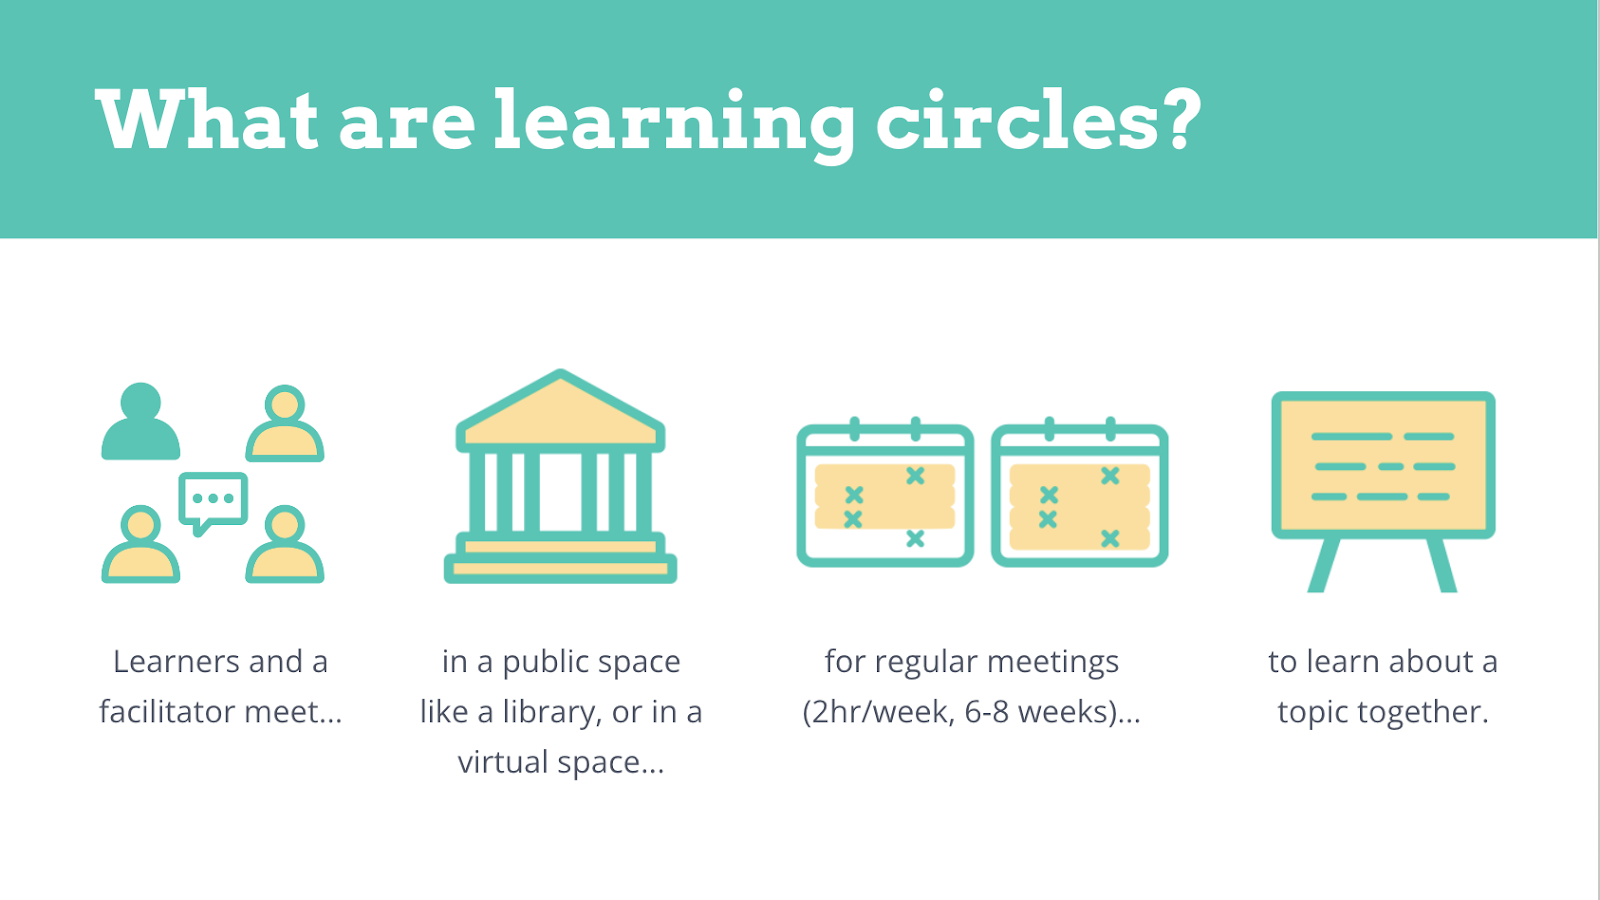 What are learning circles?
Learners and a
facilitator meet...
in a public space
like a library, or in a
virtual space...
for regular meetings
(2hr/week, 6-8 weeks)...
to learn about a
topic together.